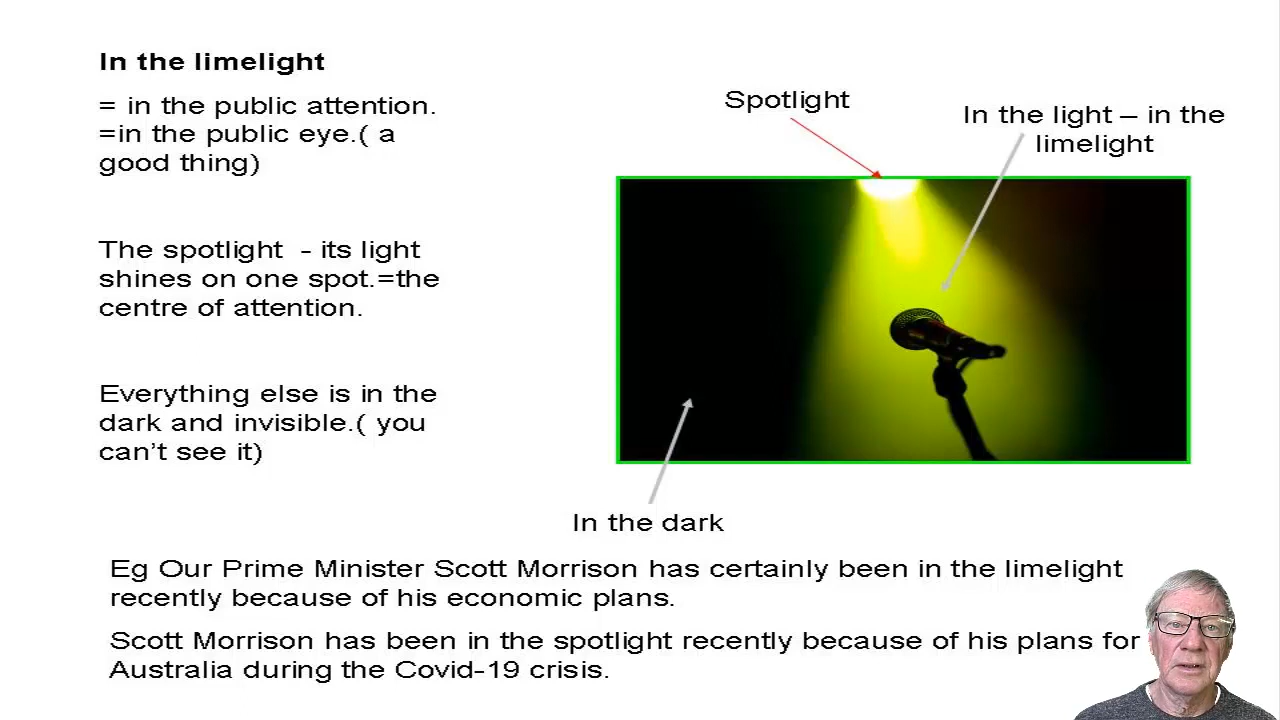 In the limelight
= in the public attention.
=in the public eye.( a
good thing)
The spotlight  - its light
shines on one spot.=the
centre of attention.
Everything else is in the
dark and invisible.( you
can't see it)
Spotlight
In the light – in the
limelight
In the dark
Eg Our Prime Minister Scott Morrison has certainly been in the limelight
recently because of his economic plans.
Scott Morrison has been in the spotlight recently because of his plans for
Australia during the Covid-19 crisis.